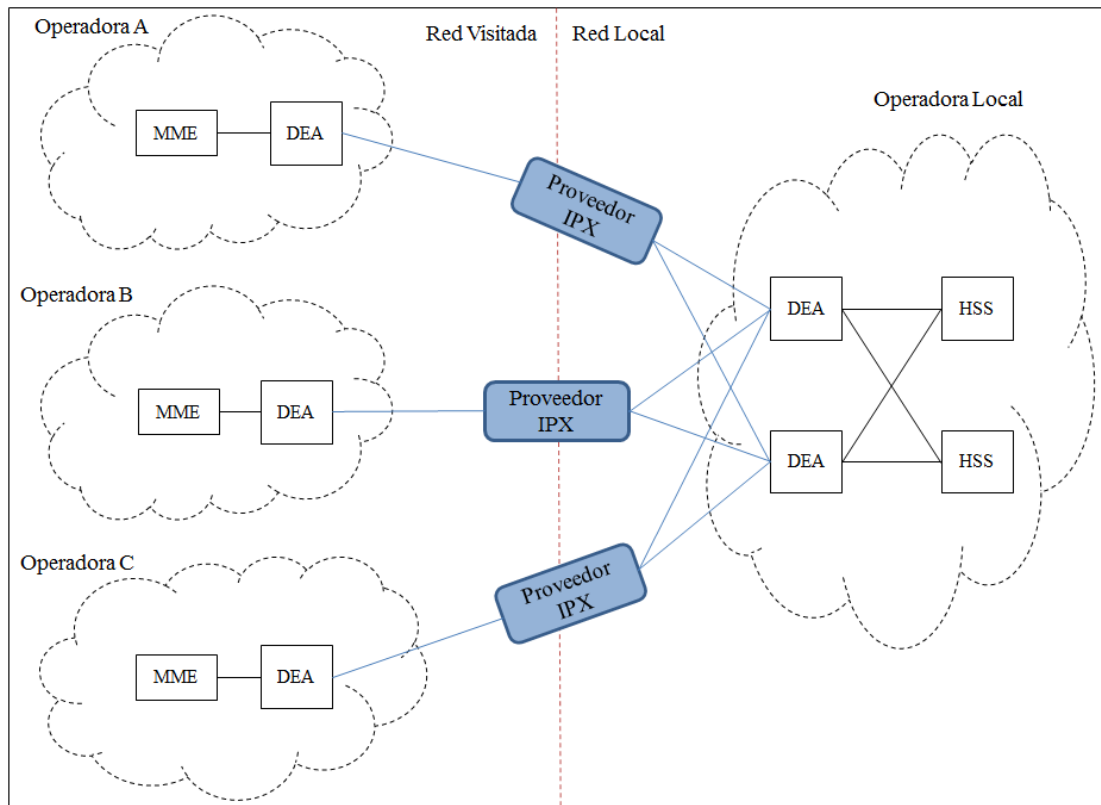 Operadora A
Red Visitada
Red Local
MME
DEA
Operadora Local
Proveedor
IPX
Operadora B
DEA
HSS
MME
DEA
Proveedor
IPX
DEA
HSS
Operadora C
Proveedor
IPX
MME
DEA